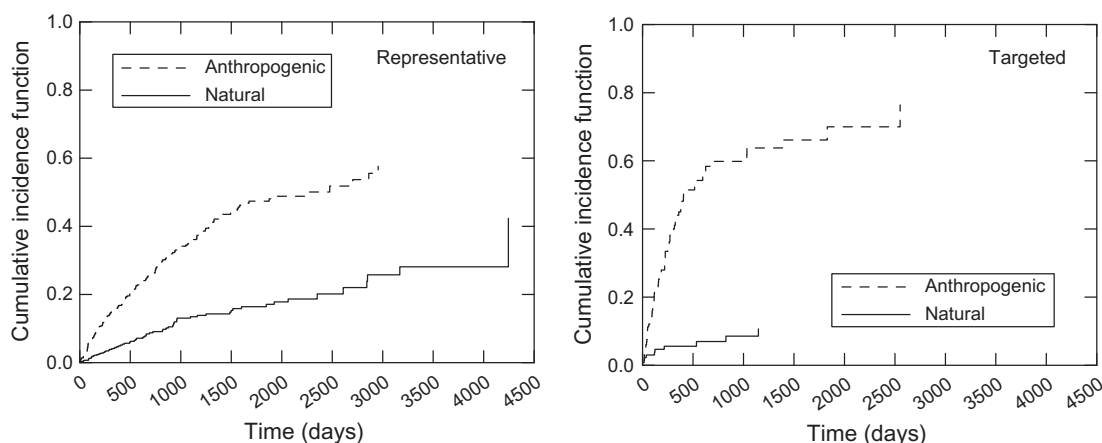 Cumulative incidence function
1.0
0.8
0.6
0.4
0.2
0.0
Representative
Anthropogenic
Natural
0 500 1000 1500 2000 2500 3000 3500 4000 4500
Time (days)
Cumulative incidence function
1.0
0.8
0.6
0.4
0.2
0.0
Targeted
Anthropogenic
Natural
0 500 1000 1500 2000 2500 3000 3500 4000 4500
Time (days)